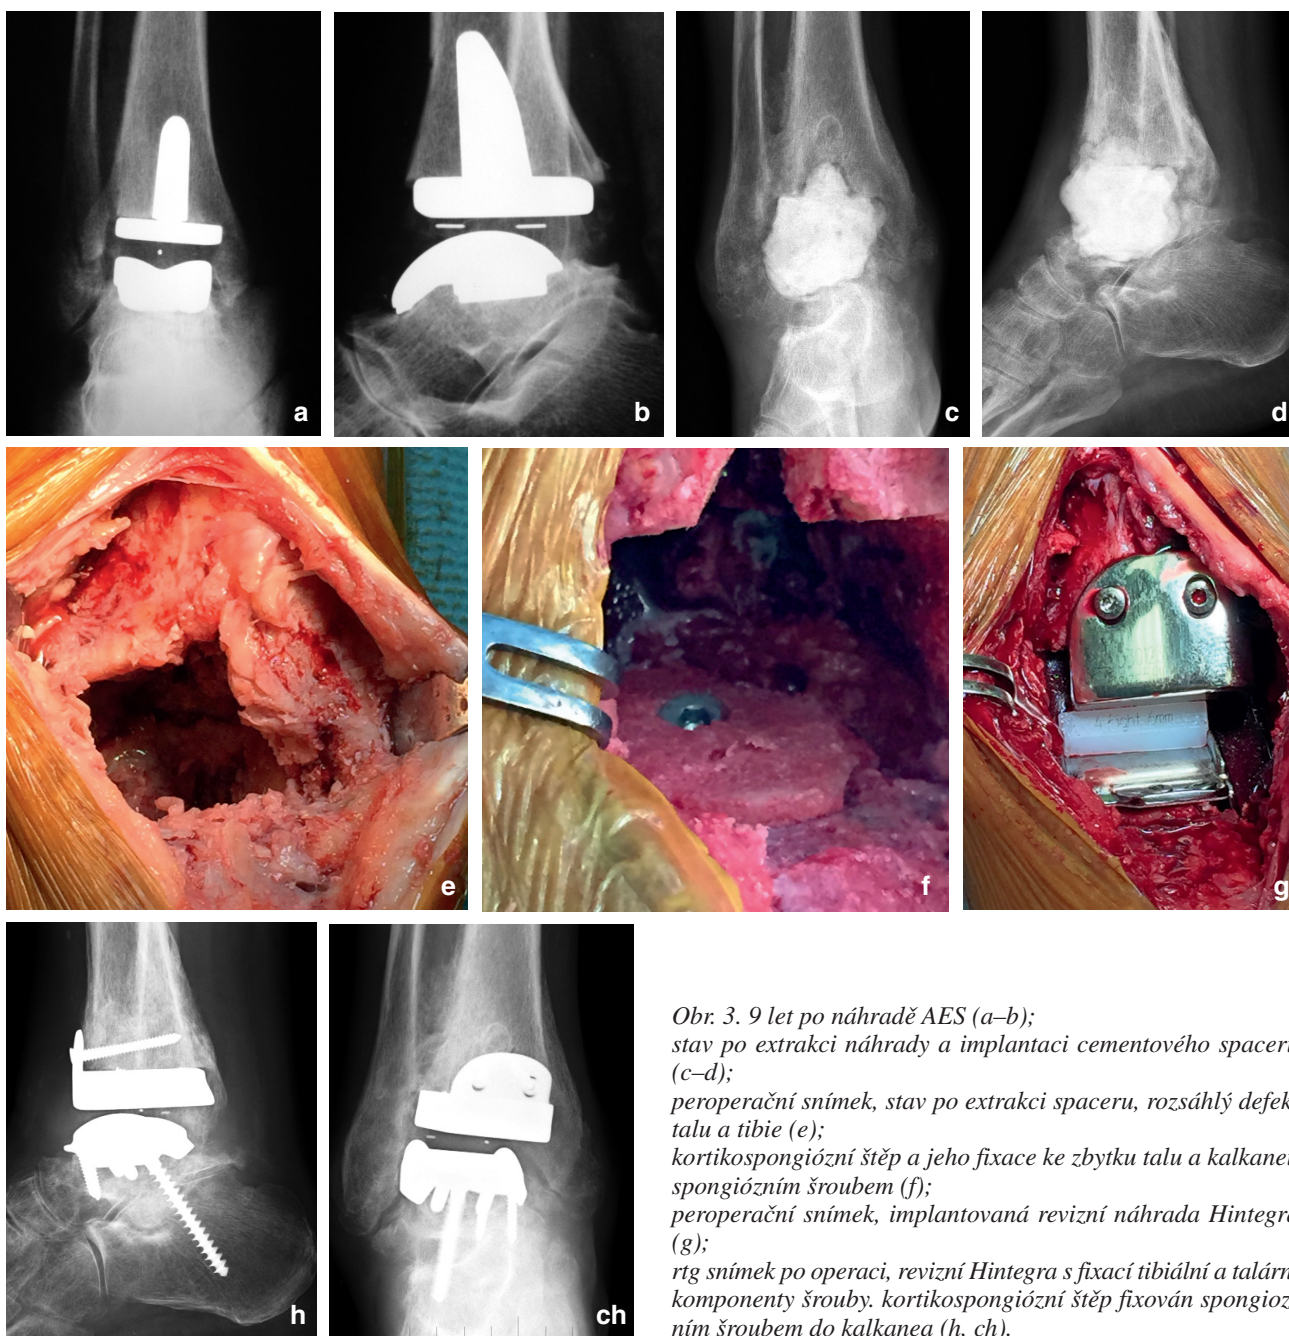 a
b
c
d
e
f
g
h
ch
Obr. 3. 9 let po náhradě AES (a–b);
stav po extrakci náhrady a implantaci cementového spaceru
(c–d);
peroperační snímek, stav po extrakci spaceru, rozsáhlý defek
talu a tibie (e);
kortikospongiózní štěp a jeho fixace ke zbytku talu a kalkane
spongiózním šroubem (f);
peroperační snímek, implantovaná revizní náhrada Hintegra
(g);
rtg snímek po operaci, revizní Hintegra s fixací tibiální a talárn
komponenty šrouby. kortikospongiózní štěp fixován spongioz
ním šroubem do kalkanea (h, ch).